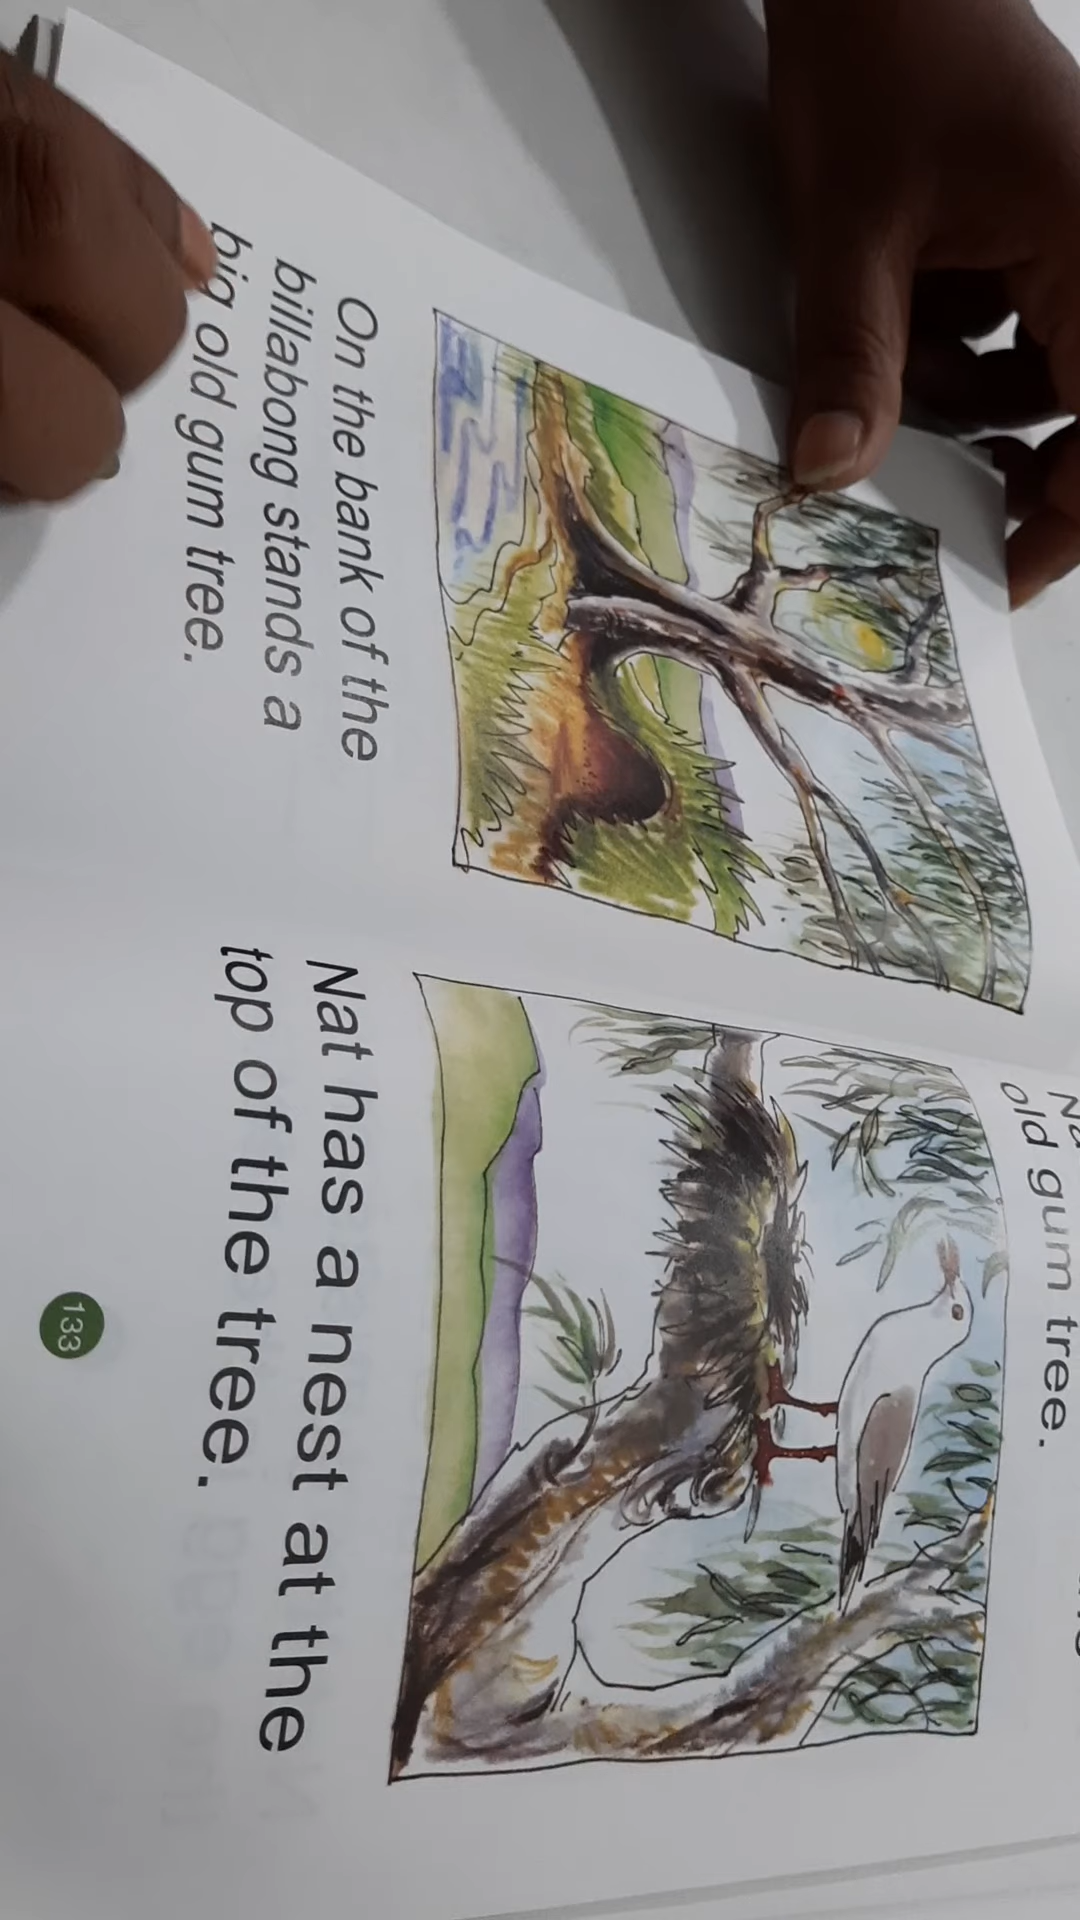 On the bank of the
billabong stands a
big old gum tree.
old gum tree.
Nat has a nest at the
top of the tree.
133